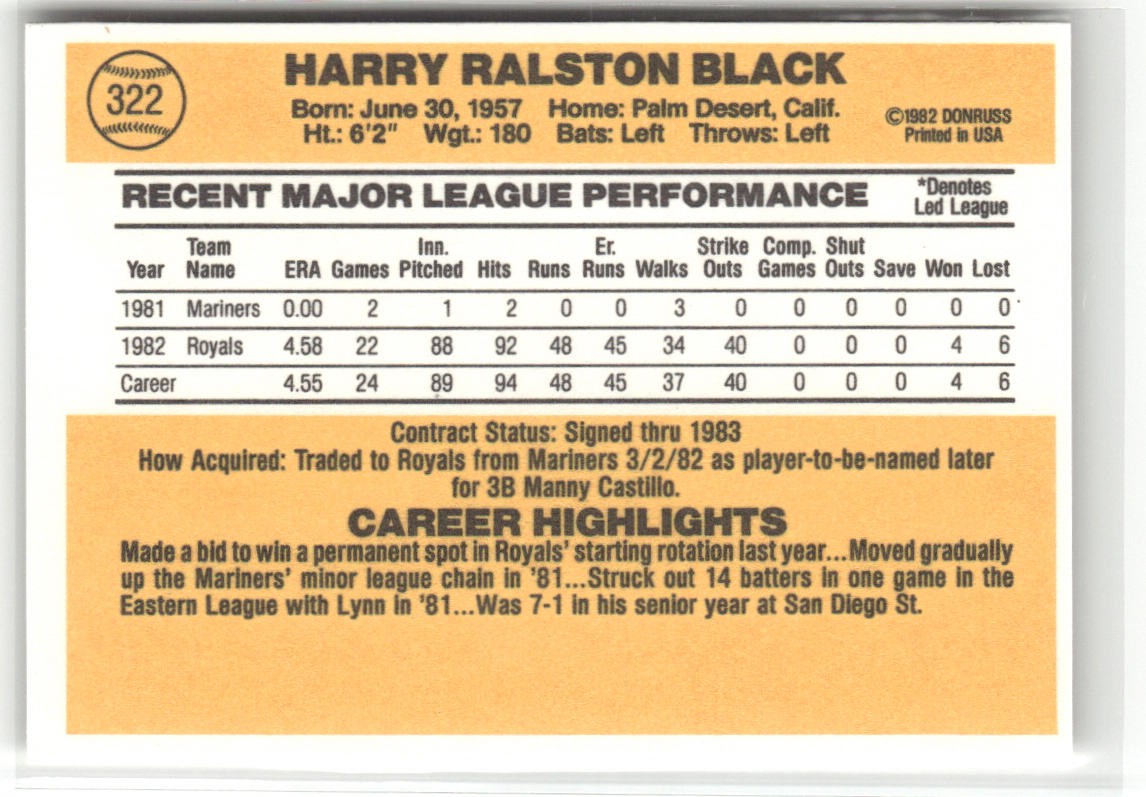 322
HARRY RALSTON BLACK
Born: June 30, 1957 Home: Palm Desert, Calif.
Ht.: 6'2" Wgt.: 180 Bats: Left Throws: Left
©1982 DONRUSS
Printed in USA
RECENT MAJOR LEAGUE PERFORMANCE
*Denotes
Led League
Team Inn. Er. Strike Comp. Shut
Year Name ERA Games Pitched Hits Runs Runs Walks Outs Games Outs Save Won Lost
1981 Mariners 0.00 2 1 2 0 0 3 0 0 0 0 0 0
1982 Royals 4.58 22 88 92 48 45 34 40 0 0 0 4 6
Career 4.55 24 89 94 48 45 37 40 0 0 0 4 6
Contract Status: Signed thru 1983
How Acquired: Traded to Royals from Mariners 3/2/82 as player-to-be-named later
for 3B Manny Castillo.
CAREER HIGHLIGHTS
Made a bid to win a permanent spot in Royals' starting rotation last year...Moved gradually
up the Mariners' minor league chain in '81...Struck out 14 batters in one game in the
Eastern League with Lynn in '81...Was 7-1 in his senior year at San Diego St.